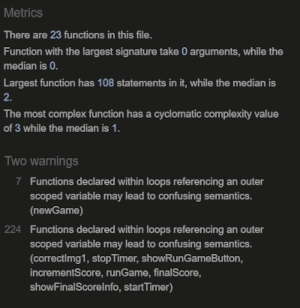 Metrics
There are 23 functions in this file.
Function with the largest signature take 0 arguments, while the
median is 0.
Largest function has 108 statements in it, while the median is
2.
The most complex function has a cyclomatic complexity value
of 3 while the median is 1.
Two warnings
7 Functions declared within loops referencing an outer
scoped variable may lead to confusing semantics.
(newGame)
224 Functions declared within loops referencing an outer
scoped variable may lead to confusing semantics.
(correctImg1, stopTimer, showRunGameButton,
incrementScore, runGame, finalScore,
showFinalScoreInfo, startTimer)